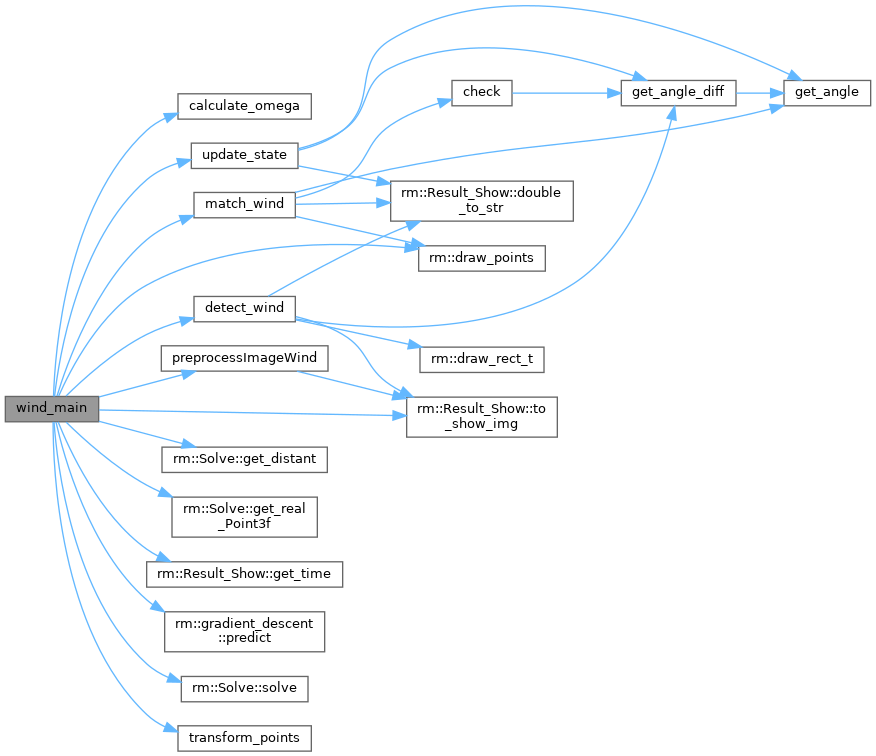 wind_main
calculate_omega
update_state
match_wind
detect_wind
preprocessImageWind
rm::Solve::get_distant
rm::Solve::get_real
_Point3f
rm::Result_Show::get_time
rm::gradient_descent
::predict
rm::Solve::solve
transform_points
check
rm::Result_Show::double
_to_str
rm::draw_points
rm::draw_rect_t
rm::Result_Show::to
_show_img
get_angle_diff
get_angle